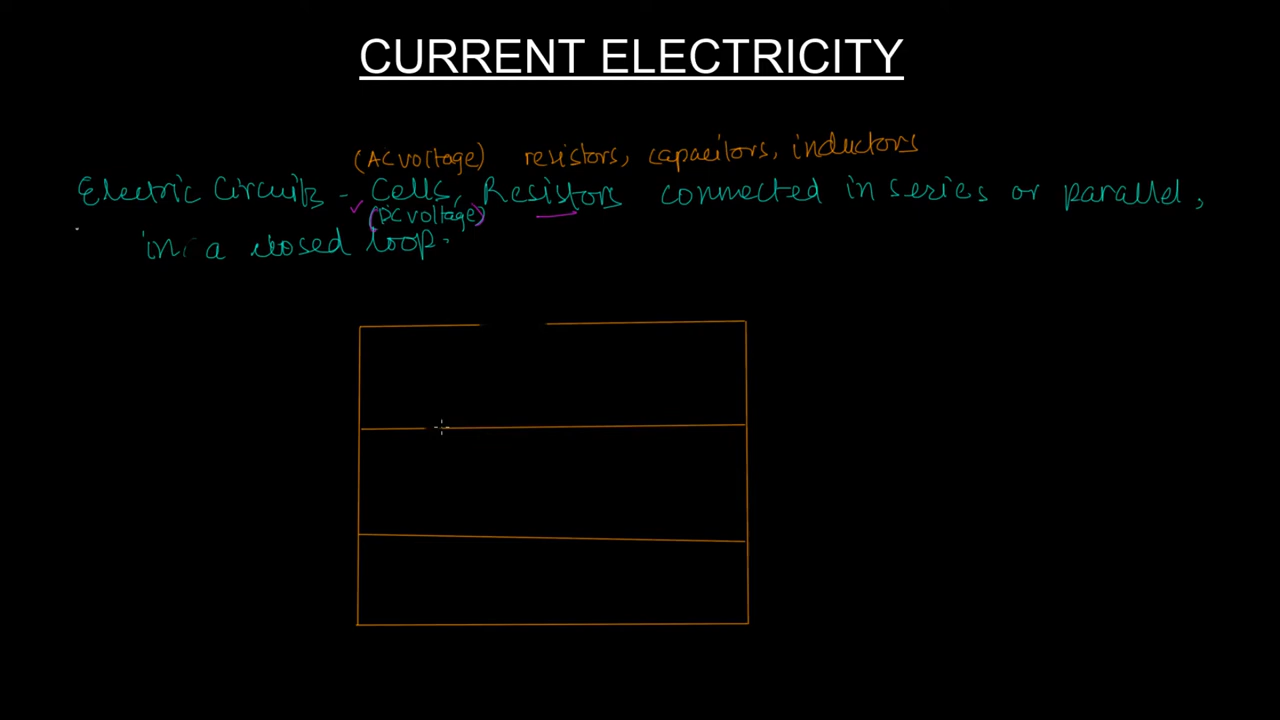 CURRENT ELECTRICITY
(AC voltage) resistors, capacitors, inductors
Electric Circuits - Cells, Resistors connected in series or parallel,
(DC voltage)
in a closed loop.